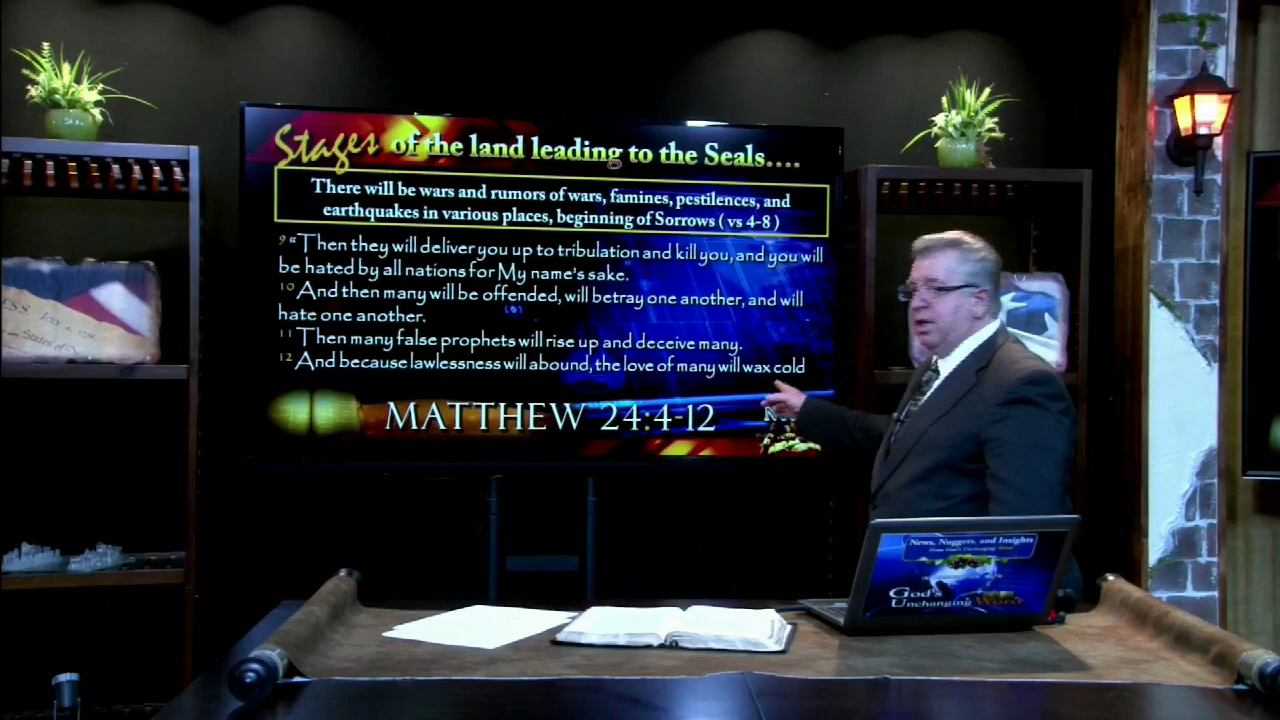 Stages of the land leading to the Seals....
There will be wars and rumors of wars, famines, pestilences, and
earthquakes in various places, beginning of Sorrows ( vs 4-8 )
9 “Then they will deliver you up to tribulation and kill you, and you will
be hated by all nations for My name's sake.
10 And then many will be offended, will betray one another, and will
hate one another.
11 Then many false prophets will rise up and deceive many.
12 And because lawlessness will abound, the love of many will wax cold
MATTHEW 24:4-12
News, Nuggets, and Insights
From God's Unchanging Word
God's
Unchanging Word